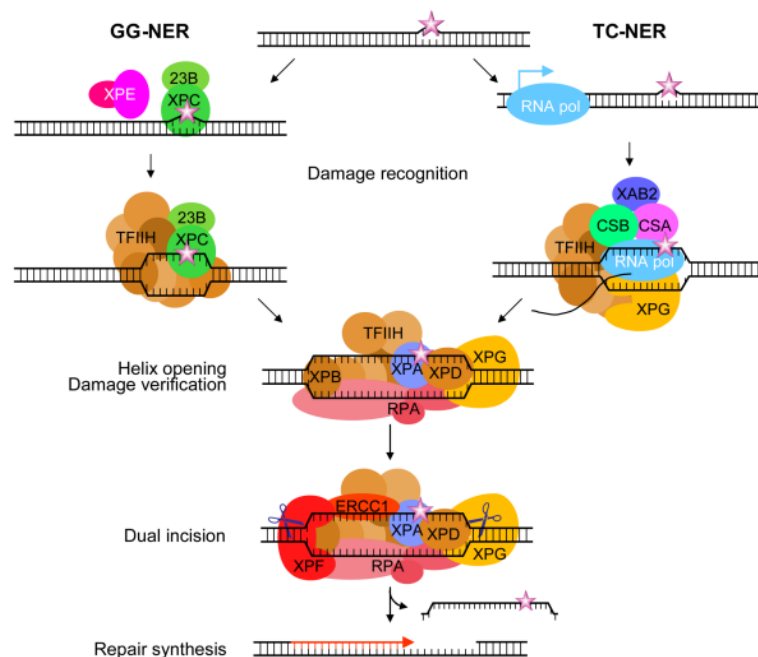 GG-NER
TC-NER
XPE
23B
XPC
RNA pol
Damage recognition
TFIIH
23B
XPC
XAB2
CSB
CSA
TFIIH
RNA pol
XPG
Helix opening
Damage verification
TFIIH
XPG
XPB
XPA
XPD
RPA
Dual incision
ERCC1
XPA
XPD
XPG
XPF
RPA
Repair synthesis